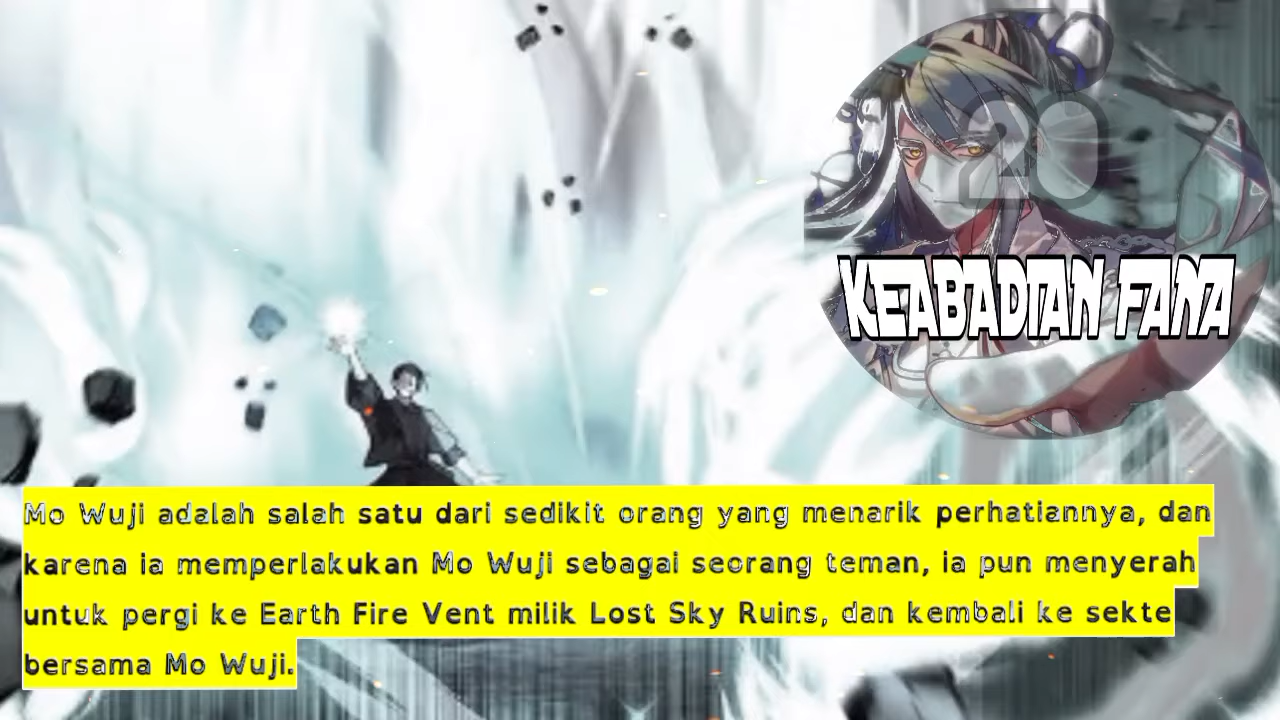 20
KEABADIAN FANA
Mo Wuji adalah salah satu dari sedikit orang yang menarik perhatiannya, dan
karena ia memperlakukan Mo Wuji sebagai seorang teman, ia pun menyerah
untuk pergi ke Earth Fire Vent milik Lost Sky Ruins, dan kembali ke sekte
bersama Mo Wuji.